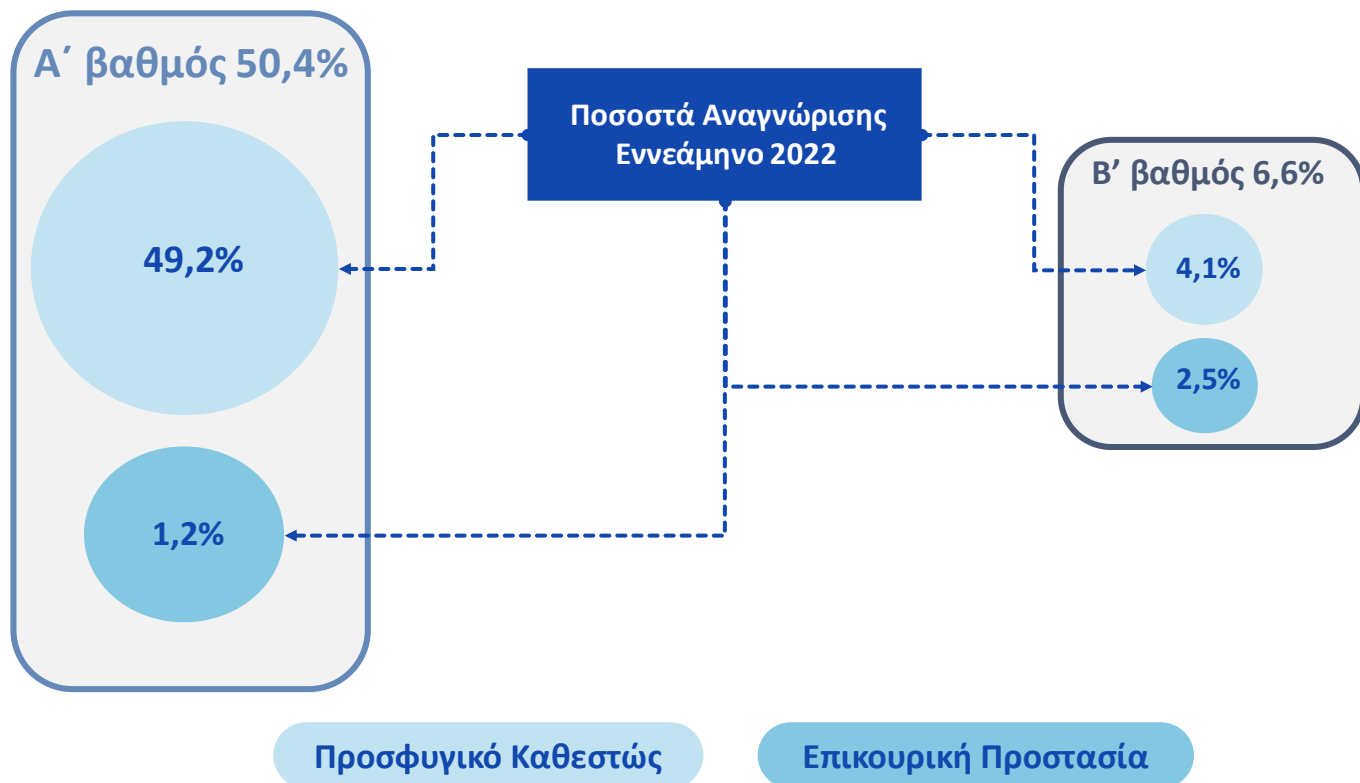 Α΄ βαθμός 50,4%
49,2%
1,2%
Ποσοστά Αναγνώρισης
Εννεάμηνο 2022
Β’ βαθμός 6,6%
4,1%
2,5%
Προσφυγικό Καθεστώς
Επικουρική Προστασία